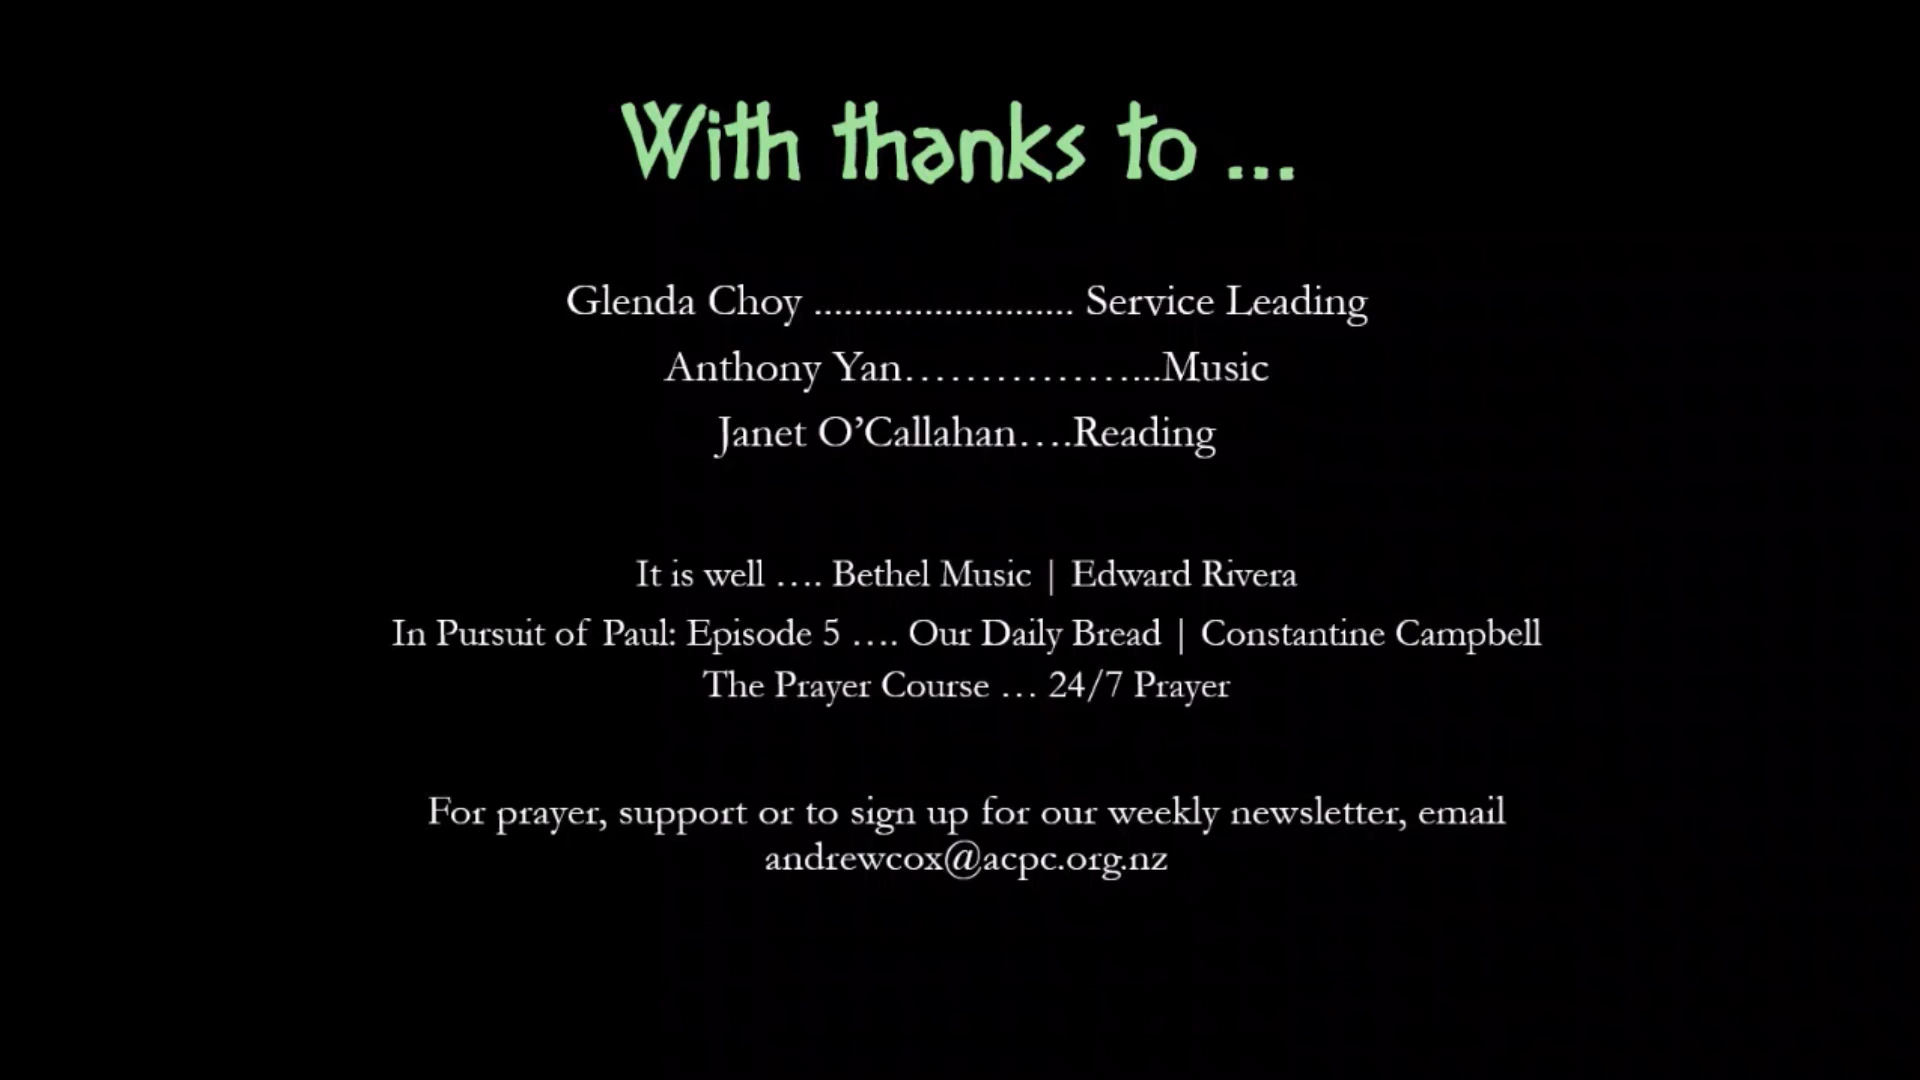 With thanks to ...
Glenda Choy .......................... Service Leading
Anthony Yan………………...Music
Janet O’Callahan….Reading
It is well …. Bethel Music | Edward Rivera
In Pursuit of Paul: Episode 5 …. Our Daily Bread | Constantine Campbell
The Prayer Course … 24/7 Prayer
For prayer, support or to sign up for our weekly newsletter, email
andrewcox@acpc.org.nz